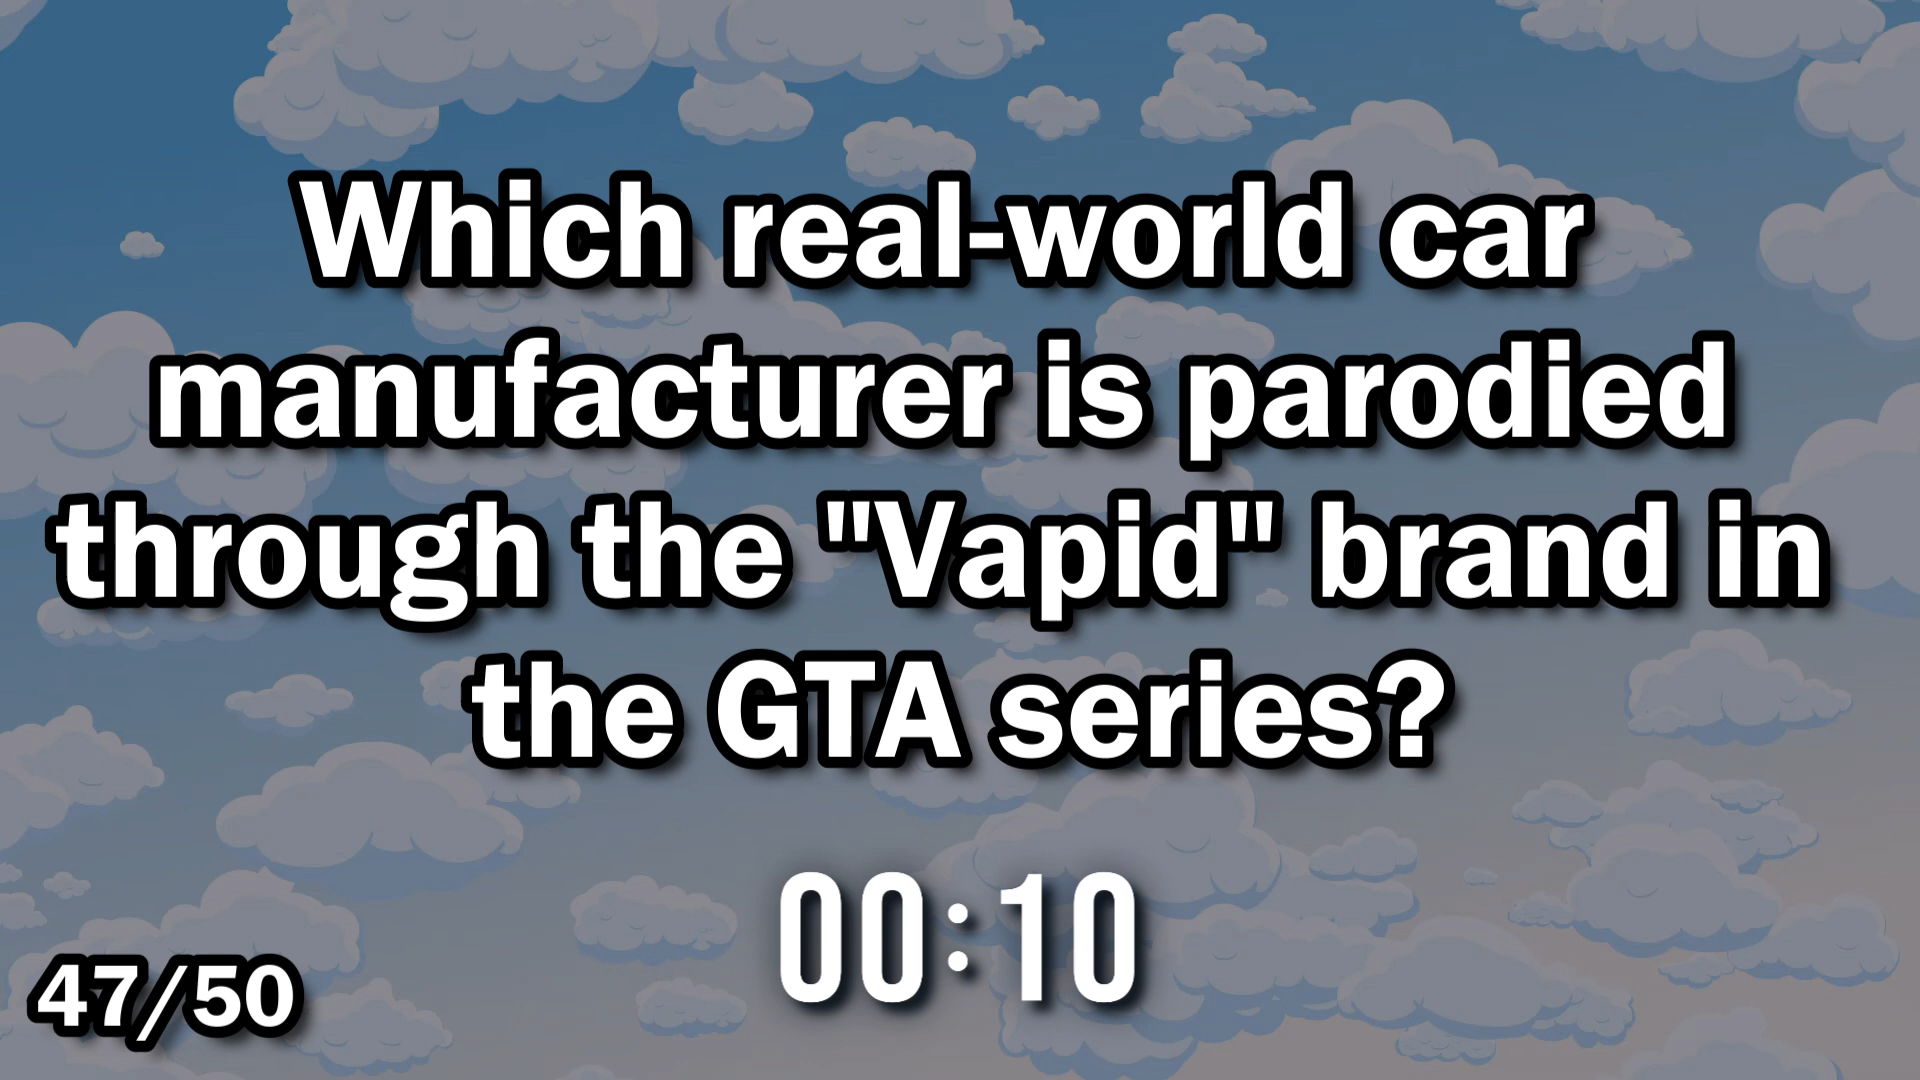 Which real-world car
manufacturer is parodied
through the "Vapid" brand in
the GTA series?
00:10
47/50